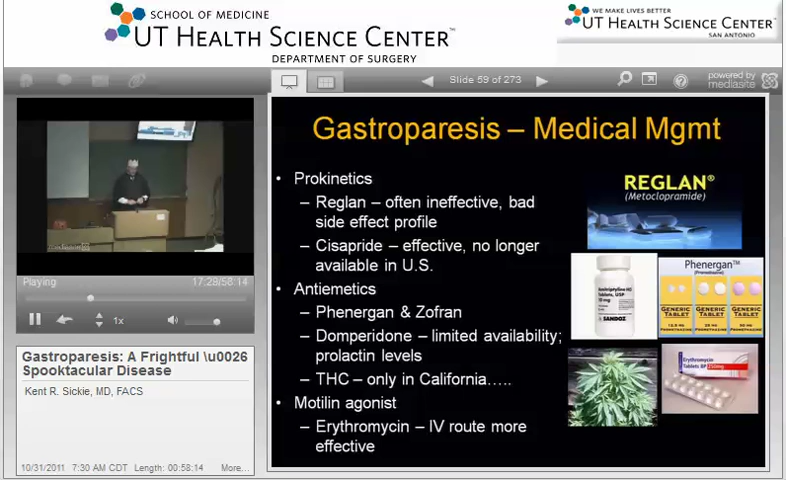 SCHOOL OF MEDICINE
UT HEALTH SCIENCE CENTER™
DEPARTMENT OF SURGERY
WE MAKE LIVES BETTER
UT HEALTH SCIENCE CENTER™
SAN ANTONIO
Slide 59 of 273
powered by
mediasite
Gastroparesis – Medical Mgmt
• Prokinetics
– Reglan – often ineffective, bad
side effect profile
– Cisapride – effective, no longer
available in U.S.
• Antiemetics
– Phenergan & Zofran
– Domperidone – limited availability;
prolactin levels
– THC – only in California…..
• Motilin agonist
– Erythromycin – IV route more
effective
REGLAN®
(Metoclopramide)
Amitriptyline HCl
Tablets, USP
10 mg
SANDOZ
Phenergan™
(Promethazine)
GENERIC
TABLET
GENERIC
TABLET
GENERIC
TABLET
Erythromycin
Tablets BP 250mg
Playing
17:28/58:14
1x
Gastroparesis: A Frightful \u0026
Spooktacular Disease
Kent R. Sickie, MD, FACS
10/31/2011 7:30 AM CDT Length: 00:58:14 More...